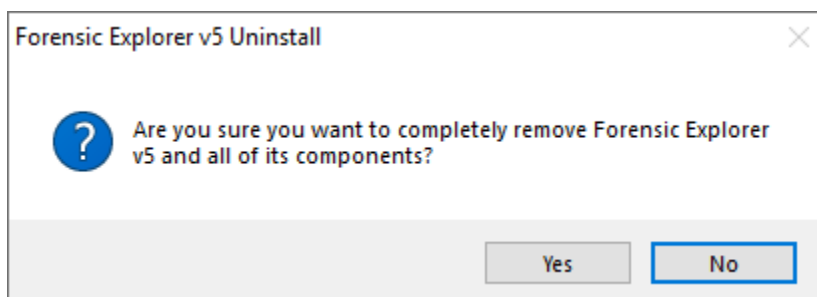 Forensic Explorer v5 Uninstall
Are you sure you want to completely remove Forensic Explorer
v5 and all of its components?
Yes No